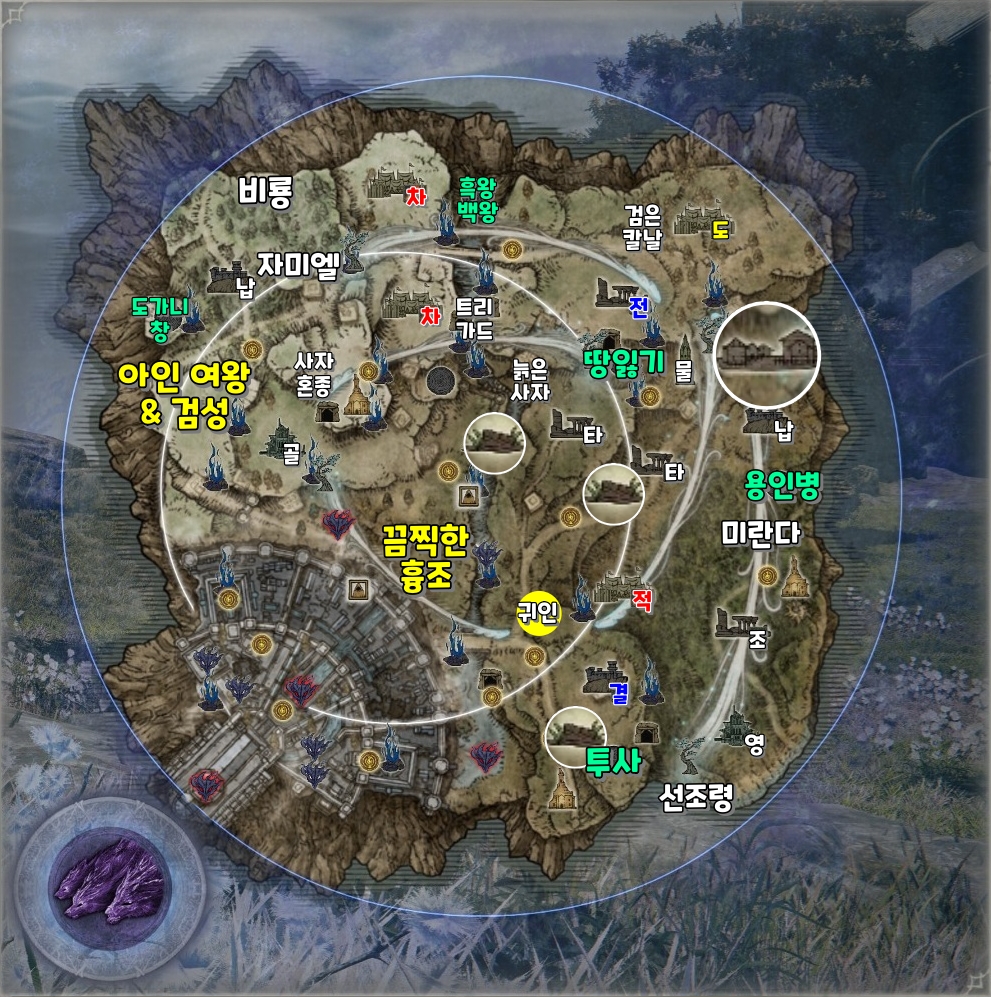 비룡
차
흑왕
백왕
검은
칼날
도
자미엘
납
도가니
창
차
트리
가드
전
땅잃기
물
아인 여왕
& 검성
사자
혼종
늙은
사자
골
타
타
납
용인병
미란다
끔찍한
흉조
귀인
적
조
결
투사
영
선조령